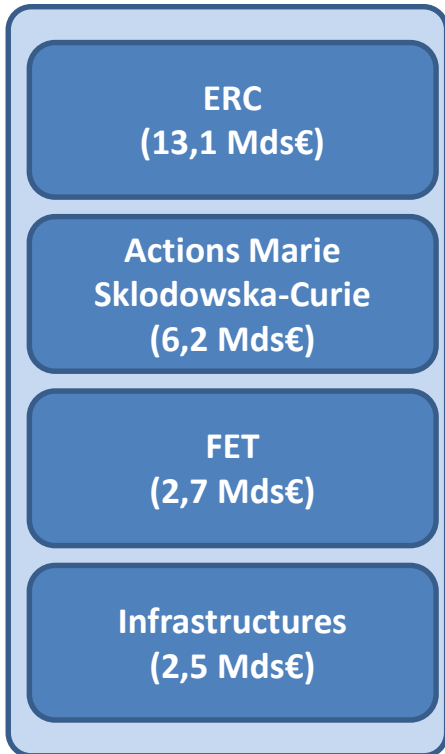 ERC
(13,1 Mds€)
Actions Marie
Sklodowska-Curie
(6,2 Mds€)
FET
(2,7 Mds€)
Infrastructures
(2,5 Mds€)